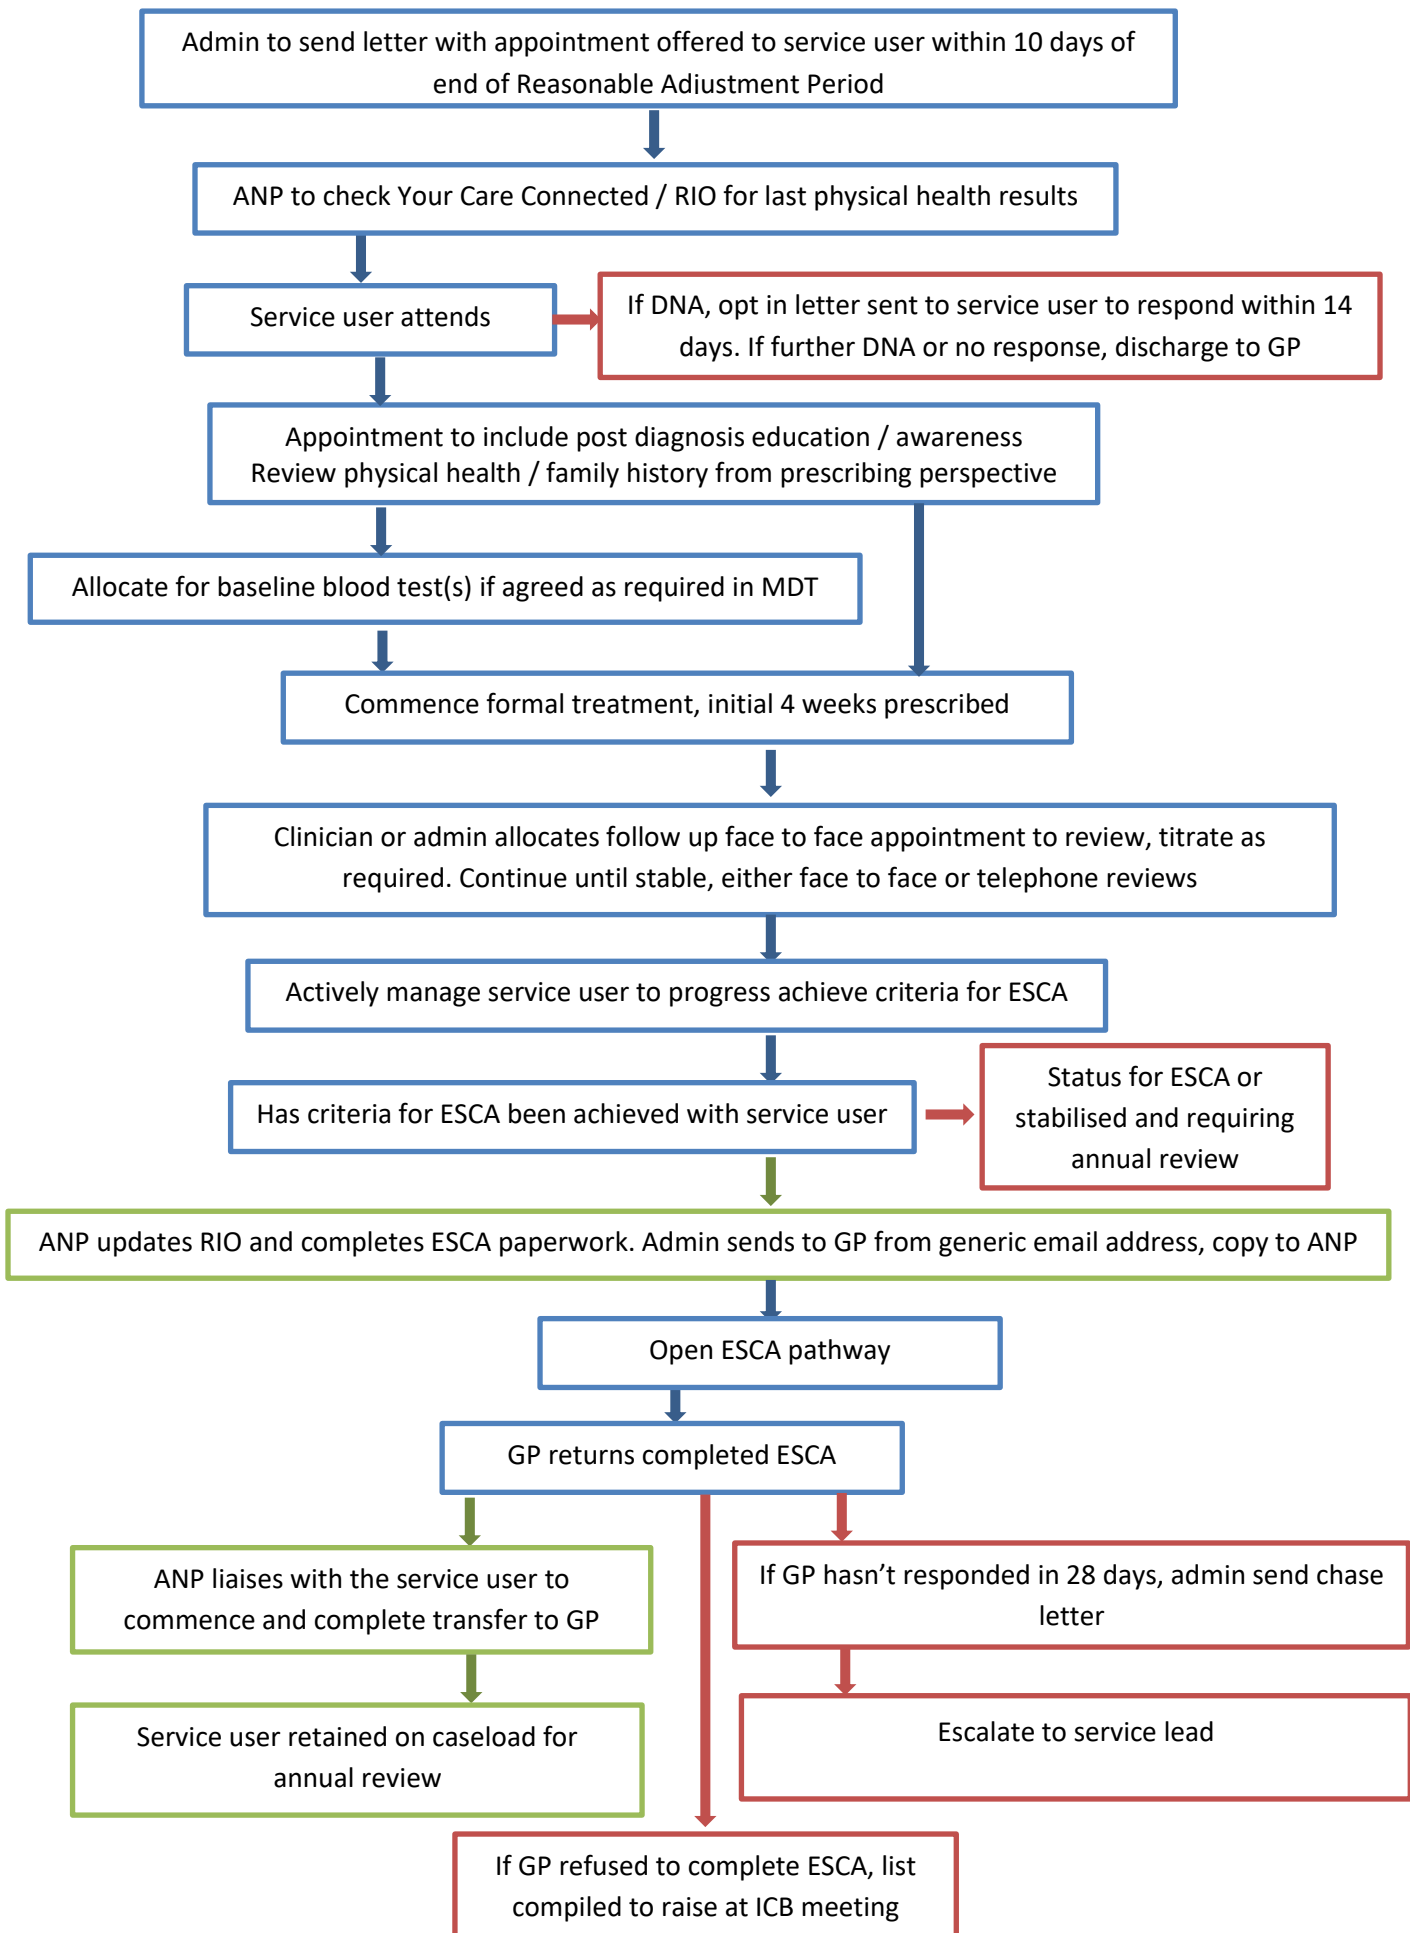 Admin to send letter with appointment offered to service user within 10 days of
end of Reasonable Adjustment Period
ANP to check Your Care Connected / RIO for last physical health results
Service user attends
If DNA, opt in letter sent to service user to respond within 14
days. If further DNA or no response, discharge to GP
Appointment to include post diagnosis education / awareness
Review physical health / family history from prescribing perspective
Allocate for baseline blood test(s) if agreed as required in MDT
Commence formal treatment, initial 4 weeks prescribed
Clinician or admin allocates follow up face to face appointment to review, titrate as
required. Continue until stable, either face to face or telephone reviews
Actively manage service user to progress achieve criteria for ESCA
Has criteria for ESCA been achieved with service user
Status for ESCA or
stabilised and requiring
annual review
ANP updates RIO and completes ESCA paperwork. Admin sends to GP from generic email address, copy to ANP
Open ESCA pathway
GP returns completed ESCA
ANP liaises with the service user to
commence and complete transfer to GP
If GP hasn’t responded in 28 days, admin send chase
letter
Service user retained on caseload for
annual review
Escalate to service lead
If GP refused to complete ESCA, list
compiled to raise at ICB meeting